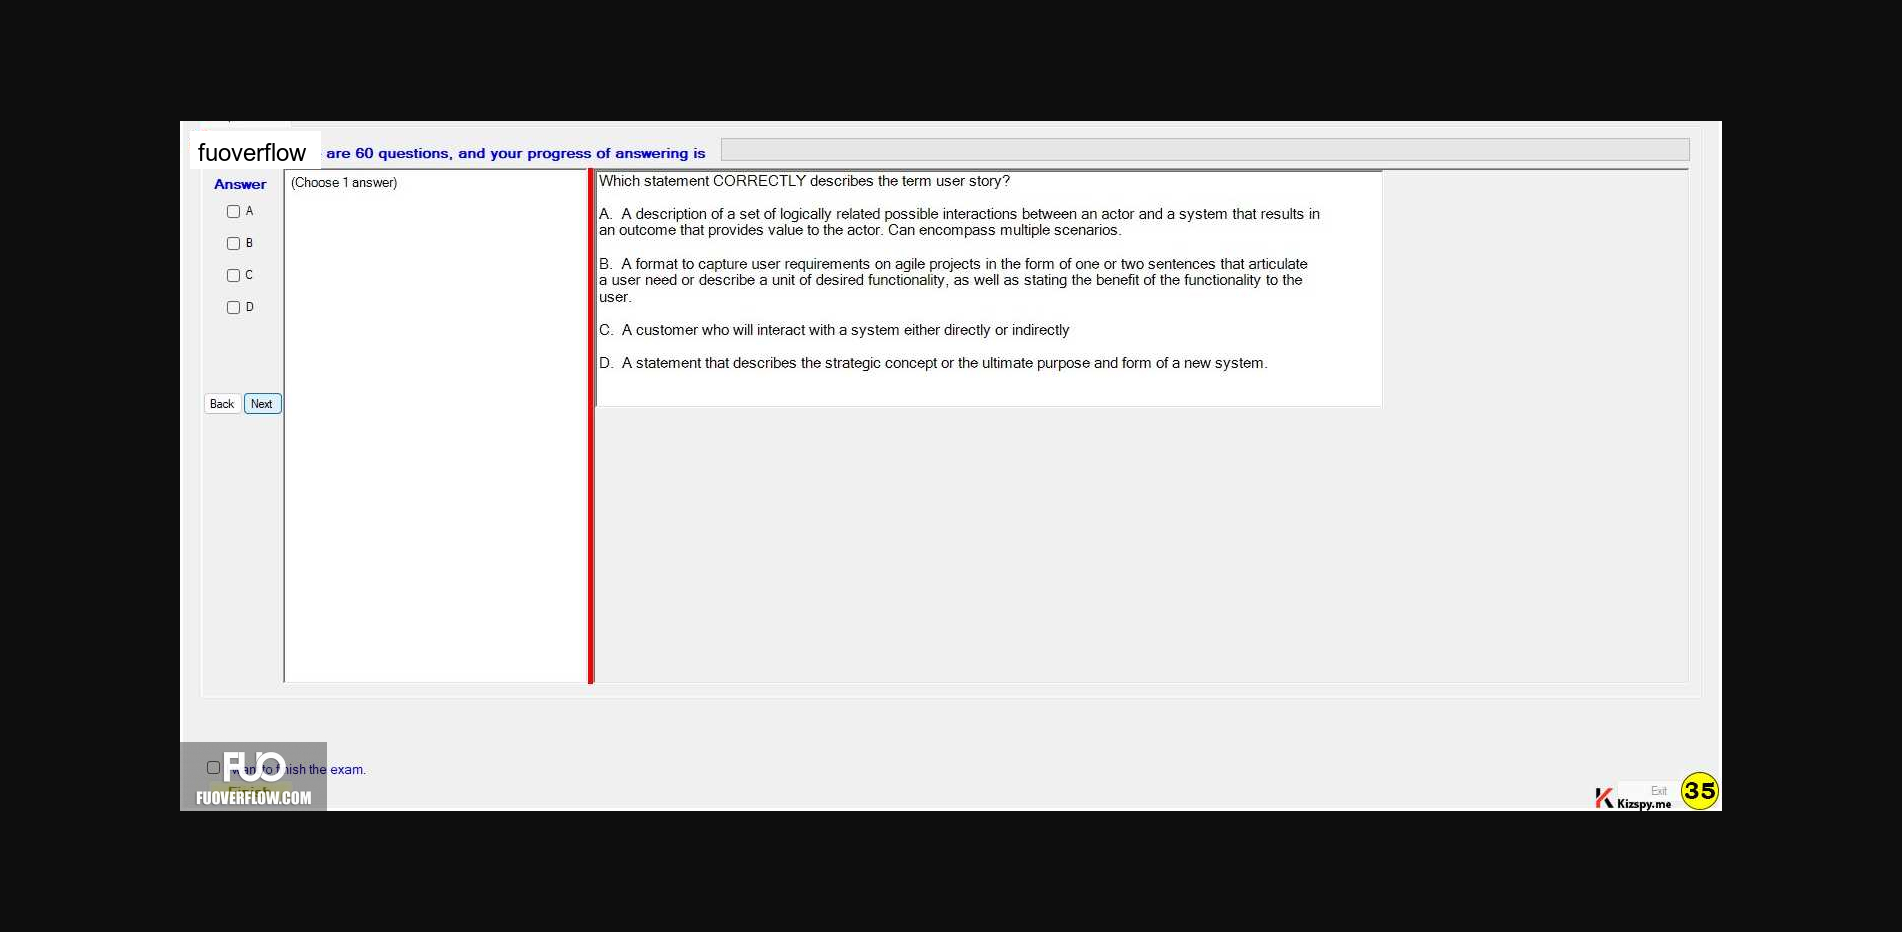 fuoverflow are 60 questions, and your progress of answering is
Answer
(Choose 1 answer)
A
B
C
D
Back Next
Which statement CORRECTLY describes the term user story?
A. A description of a set of logically related possible interactions between an actor and a system that results in
an outcome that provides value to the actor. Can encompass multiple scenarios.
B. A format to capture user requirements on agile projects in the form of one or two sentences that articulate
a user need or describe a unit of desired functionality, as well as stating the benefit of the functionality to the
user.
C. A customer who will interact with a system either directly or indirectly
D. A statement that describes the strategic concept or the ultimate purpose and form of a new system.
the exam.
FUO
Finish
FUOVERFLOW.COM
Exit
Kizspy.me
35